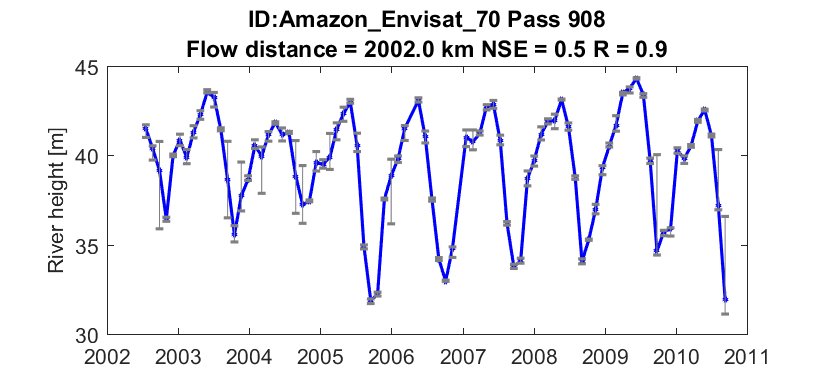 ID:Amazon_Envisat_70 Pass 908
Flow distance = 2002.0 km NSE = 0.5 R = 0.9
45
40
35
30
River height [m]
2002 2003 2004 2005 2006 2007 2008 2009 2010 2011